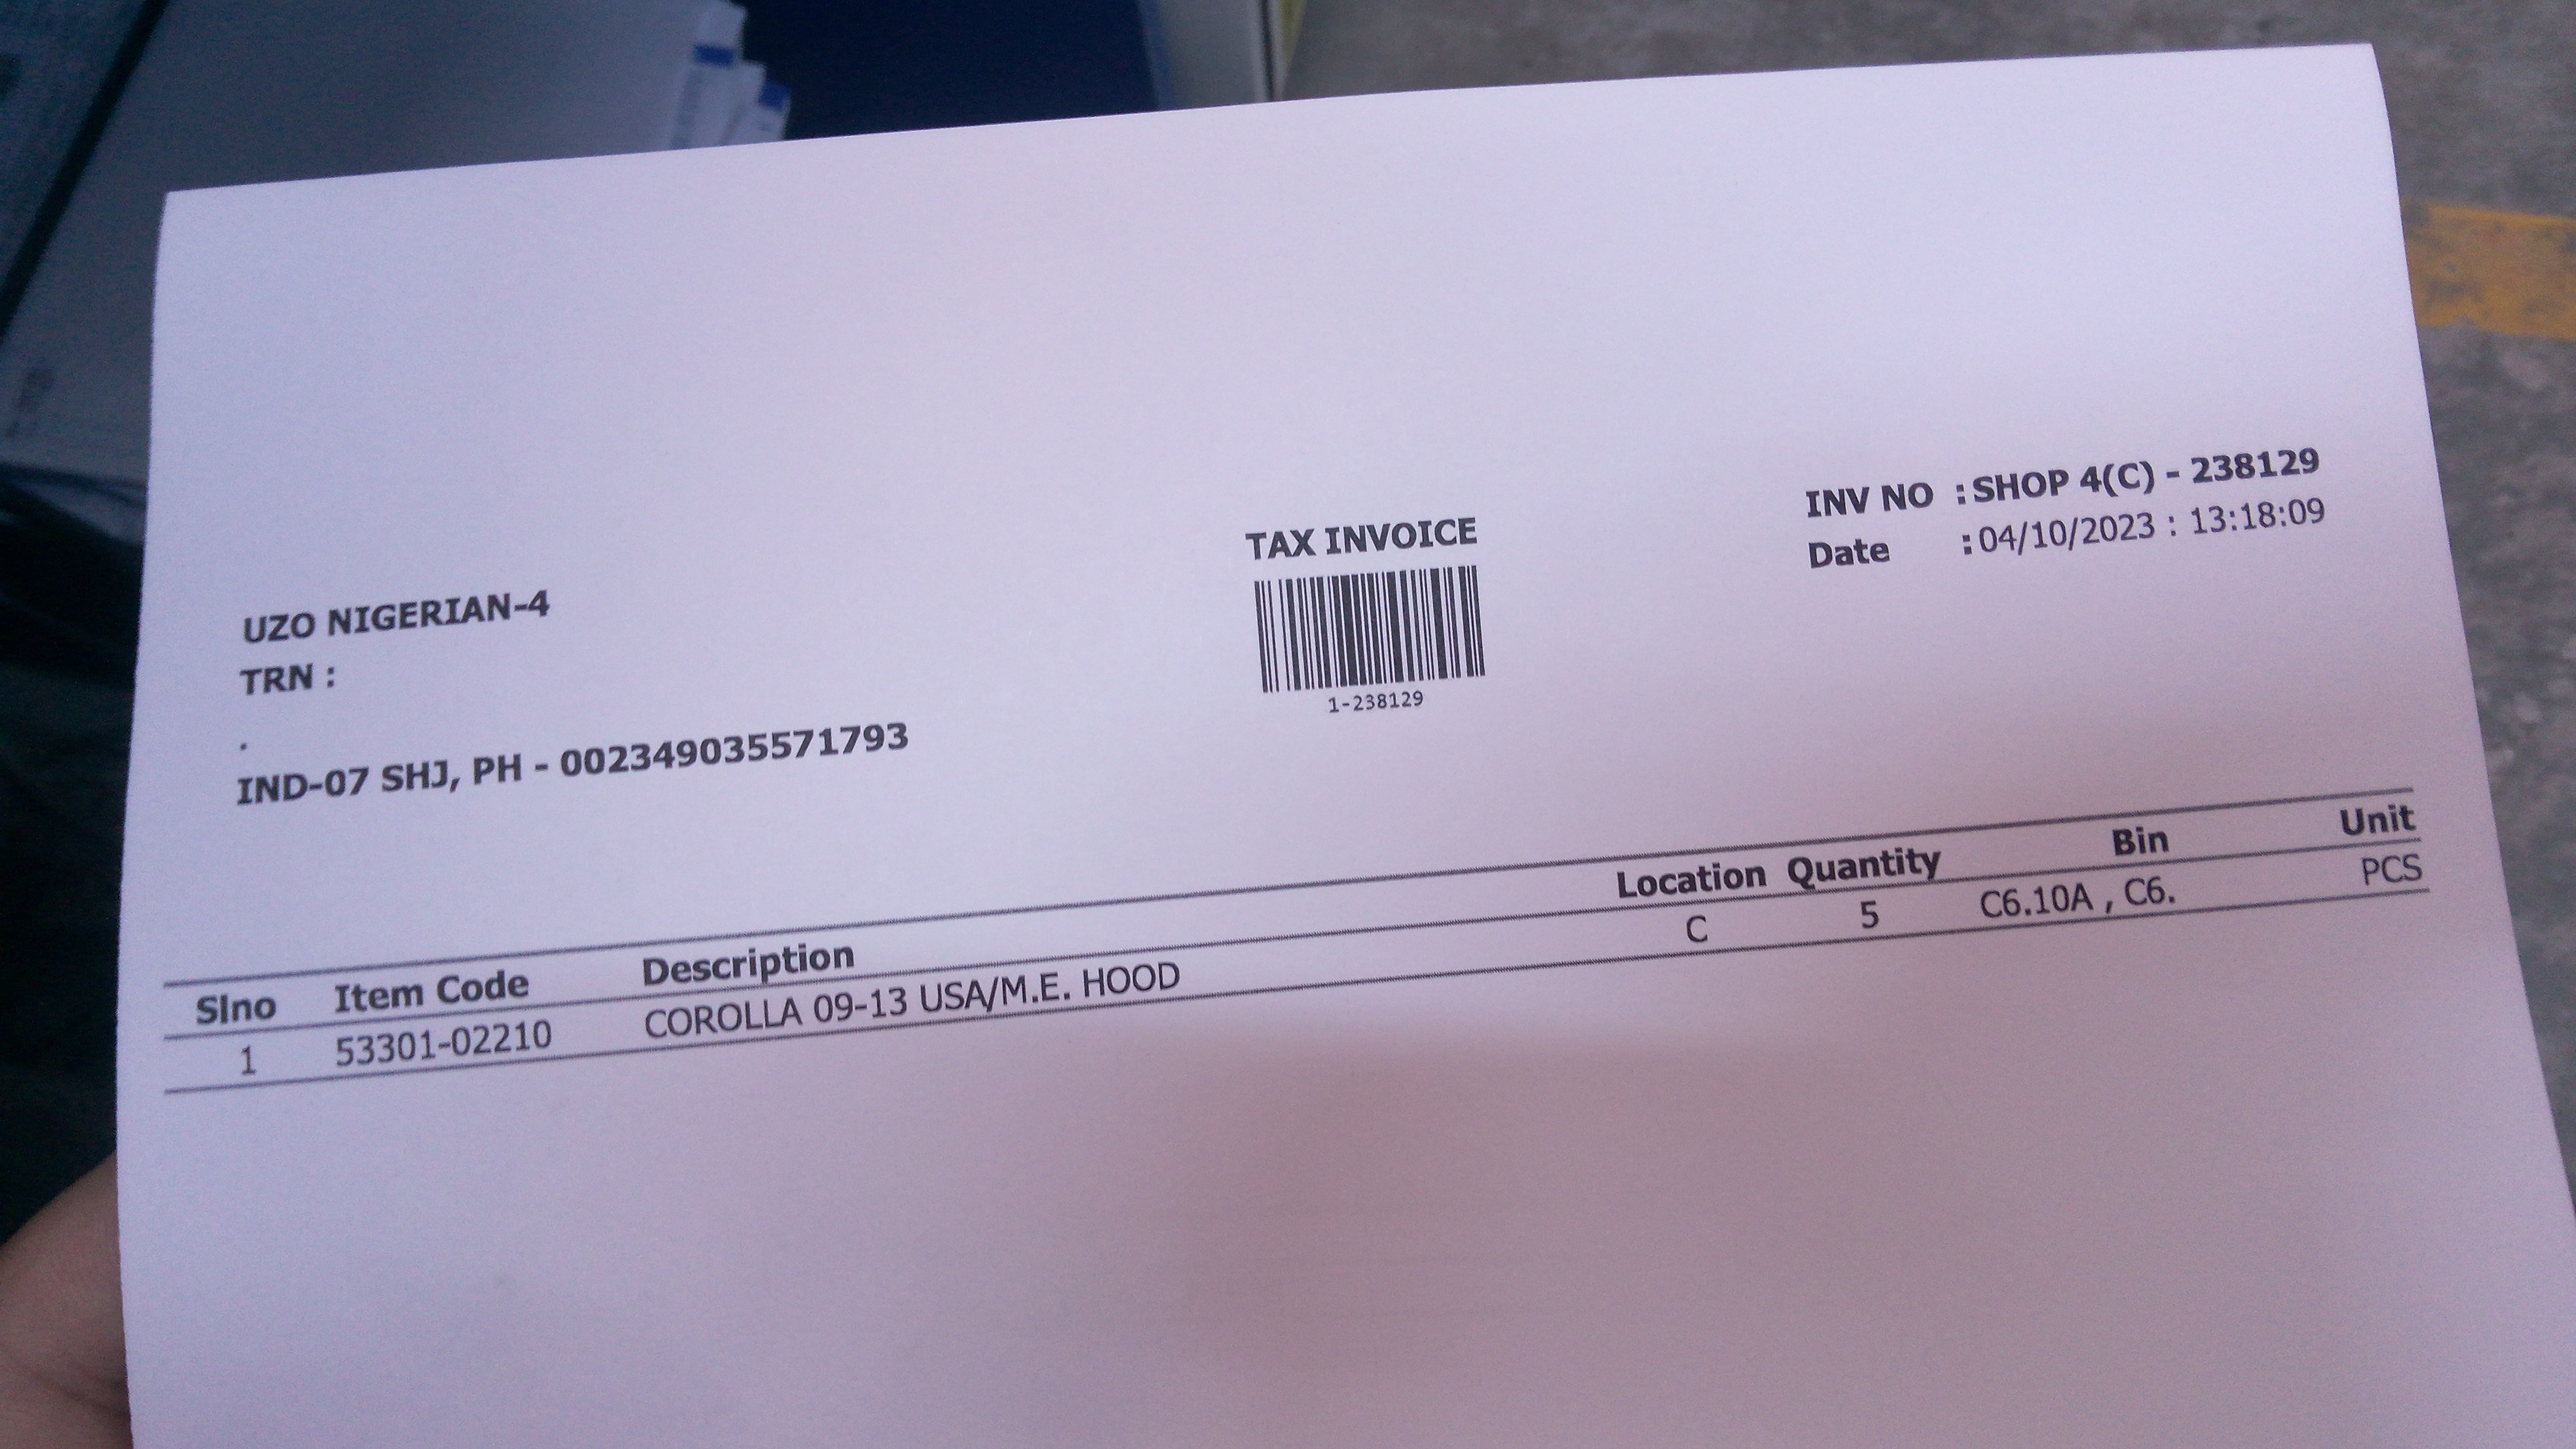 TAX INVOICE
INV NO : SHOP 4(C) - 238129
Date : 04/10/2023 : 13:18:09
1-238129
UZO NIGERIAN-4
TRN :
.
IND-07 SHJ, PH - 002349035571793
Slno Item Code Description Location Quantity Bin Unit
1 53301-02210 COROLLA 09-13 USA/M.E. HOOD C 5 C6.10A , C6. PCS